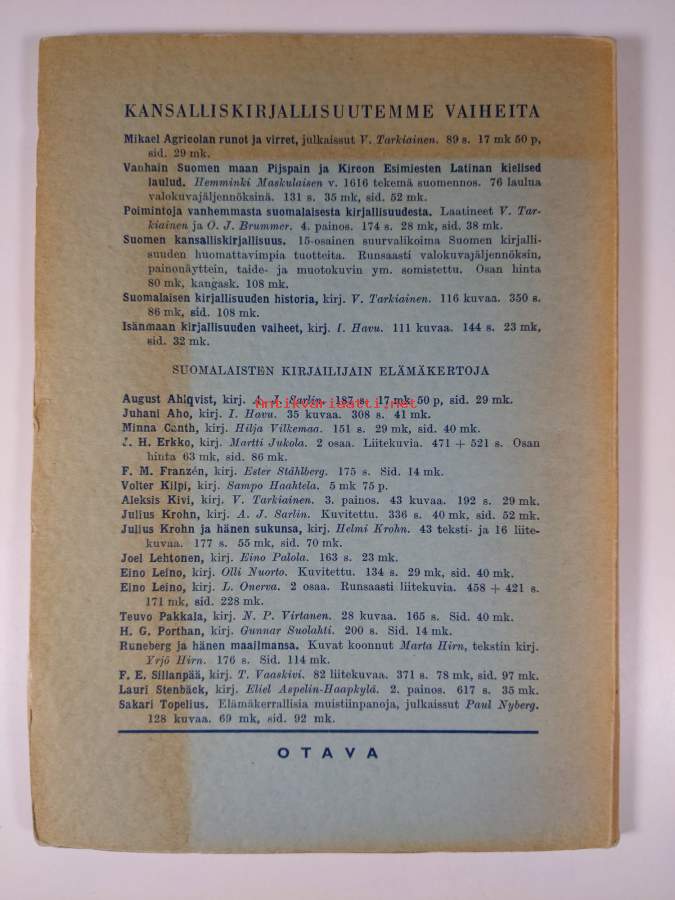 KANSALLISKIRJALLISUUTEMME VAIHEITA
Mikael Agricolan runot ja virret, julkaissut V. Tarkiainen. 89 s. 17 mk 50 p,
sid. 29 mk.
Vanhain Suomen maan Pijspain ja Kircon Esimiesten Latinan kielised
laulud. Hemminki Maskulaisen v. 1616 tekemä suomennos. 76 laulua
valokuvajäljennöksinä. 131 s. 35 mk, sid. 52 mk.
Poimintoja vanhemmasta suomalaisesta kirjallisuudesta. Laatineet V. Tar-
kiainen ja O. J. Brummer. 4. painos. 174 s. 28 mk, sid. 38 mk.
Suomen kansalliskirjallisuus. 15-osainen suurvalikoima Suomen kirjalli-
suuden huomattavimpia tuotteita. Runsaasti valokuvajäljennöksin,
painonäyttein, taide- ja muotokuvin ym. somistettu. Osan hinta
80 mk, kangask. 108 mk.
Suomalaisen kirjallisuuden historia, kirj. V. Tarkiainen. 116 kuvaa. 350 s.
86 mk, sid. 108 mk.
Isänmaan kirjallisuuden vaiheet, kirj. I. Havu. 111 kuvaa. 144 s. 23 mk,
sid. 32 mk.
SUOMALAISTEN KIRJAILIJAIN ELÄMÄKERTOJA
August Ahlqvist, kirj. A. J. Sarlin. 187 s. 17 mk 50 p, sid. 29 mk.
antikvariaatti.net
Juhani Aho, kirj. I. Havu. 35 kuvaa. 308 s. 41 mk.
Minna Canth, kirj. Hilja Vilkemaa. 151 s. 29 mk, sid. 40 mk.
J. H. Erkko, kirj. Martti Jukola. 2 osaa. Liitekuvia. 471 + 521 s. Osan
hinta 63 mk, sid. 86 mk.
F. M. Franzén, kirj. Ester Ståhlberg. 175 s. Sid. 14 mk.
Volter Kilpi, kirj. Sampo Haahtela. 5 mk 75 p.
Aleksis Kivi, kirj. V. Tarkiainen. 3. painos. 43 kuvaa. 192 s. 29 mk.
Julius Krohn, kirj. A. J. Sarlin. Kuvitettu. 336 s. 40 mk, sid. 52 mk.
Julius Krohn ja hänen sukunsa, kirj. Helmi Krohn. 43 teksti- ja 16 liite-
kuvaa. 177 s. 55 mk, sid. 70 mk.
Joel Lehtonen, kirj. Eino Palola. 163 s. 23 mk.
Eino Leino, kirj. Olli Nuorto. Kuvitettu. 134 s. 29 mk, sid. 40 mk.
Eino Leino, kirj. L. Onerva. 2 osaa. Runsaasti liitekuvia. 458 + 421 s.
171 mk, sid. 228 mk.
Teuvo Pakkala, kirj. N. P. Virtanen. 28 kuvaa. 165 s. Sid. 40 mk.
H. G. Porthan, kirj. Gunnar Suolahti. 200 s. Sid. 14 mk.
Runeberg ja hänen maailmansa. Kuvat koonnut Marta Hirn, tekstin kirj.
Yrjö Hirn. 176 s. Sid. 114 mk.
F. E. Sillanpää, kirj. T. Vaaskivi. 82 liitekuvaa. 371 s. 78 mk, sid. 97 mk.
Lauri Stenbäck, kirj. Eliel Aspelin-Haapkylä. 2. painos. 617 s. 35 mk.
Sakari Topelius. Elämäkerrallisia muistiinpanoja, julkaissut Paul Nyberg.
128 kuvaa. 69 mk, sid. 92 mk.
OTAVA